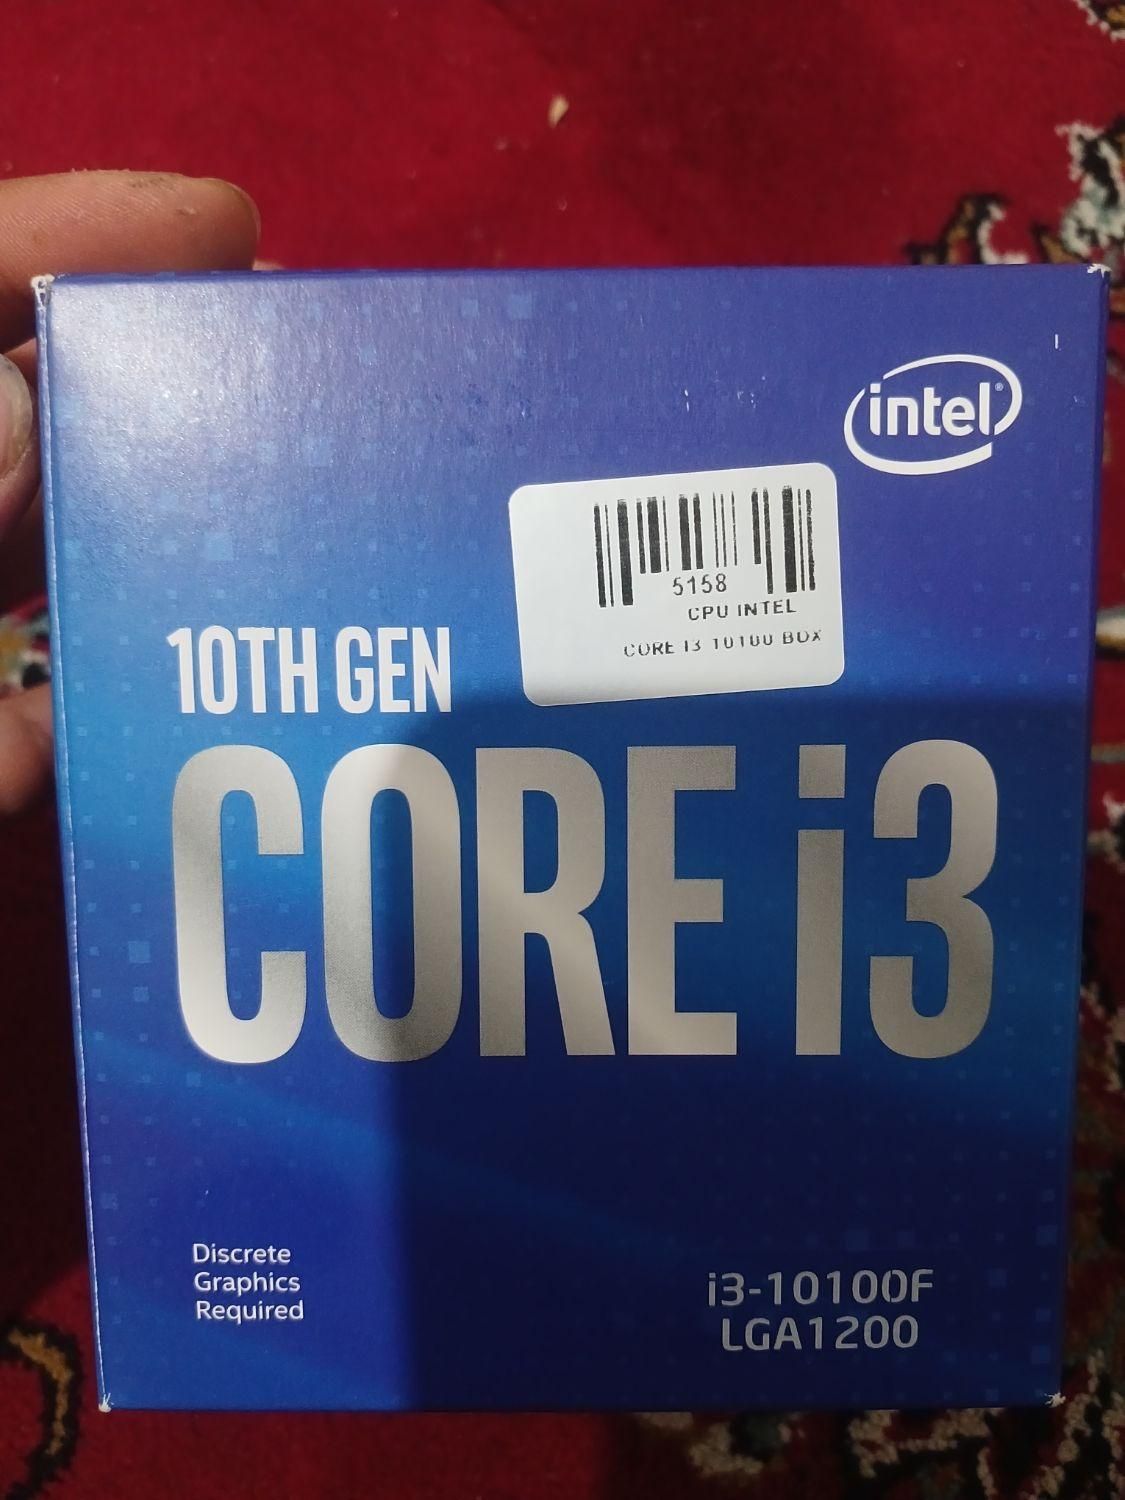 intel®
5158
CPU INTEL
CORE I3 10100 BOX
10TH GEN
CORE i3
Discrete
Graphics
Required
i3-10100F
LGA1200